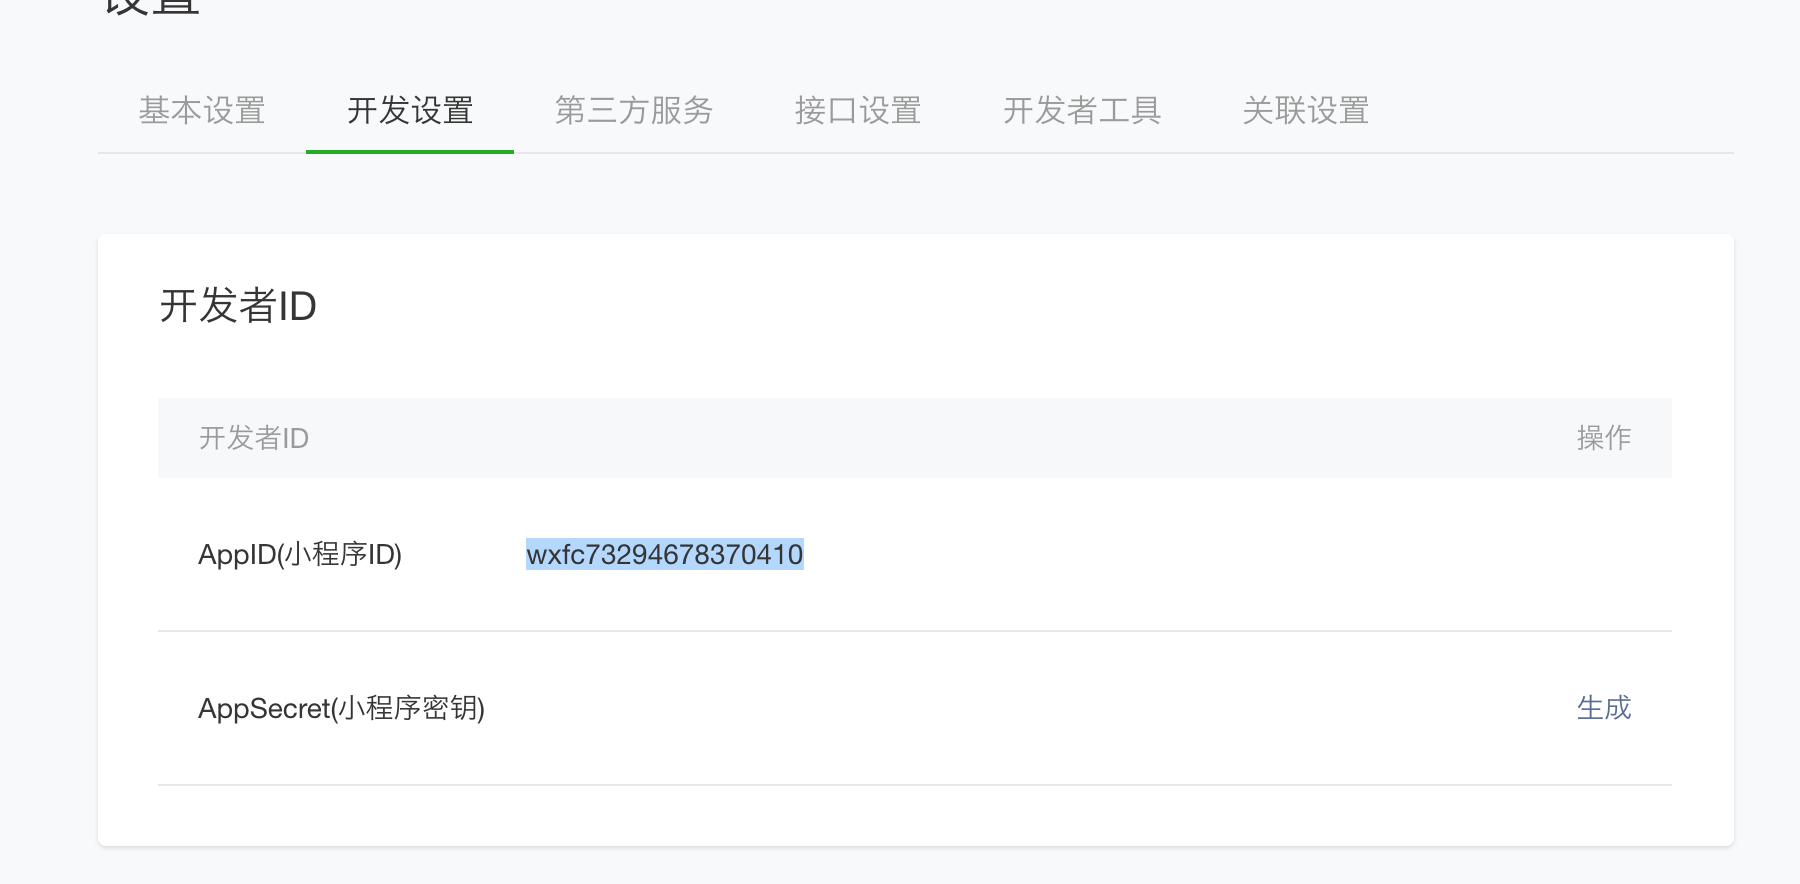 设置
基本设置 开发设置 第三方服务 接口设置 开发者工具 关联设置
开发者ID
开发者ID 操作
AppID(小程序ID) wxfc73294678370410
AppSecret(小程序密钥) 生成